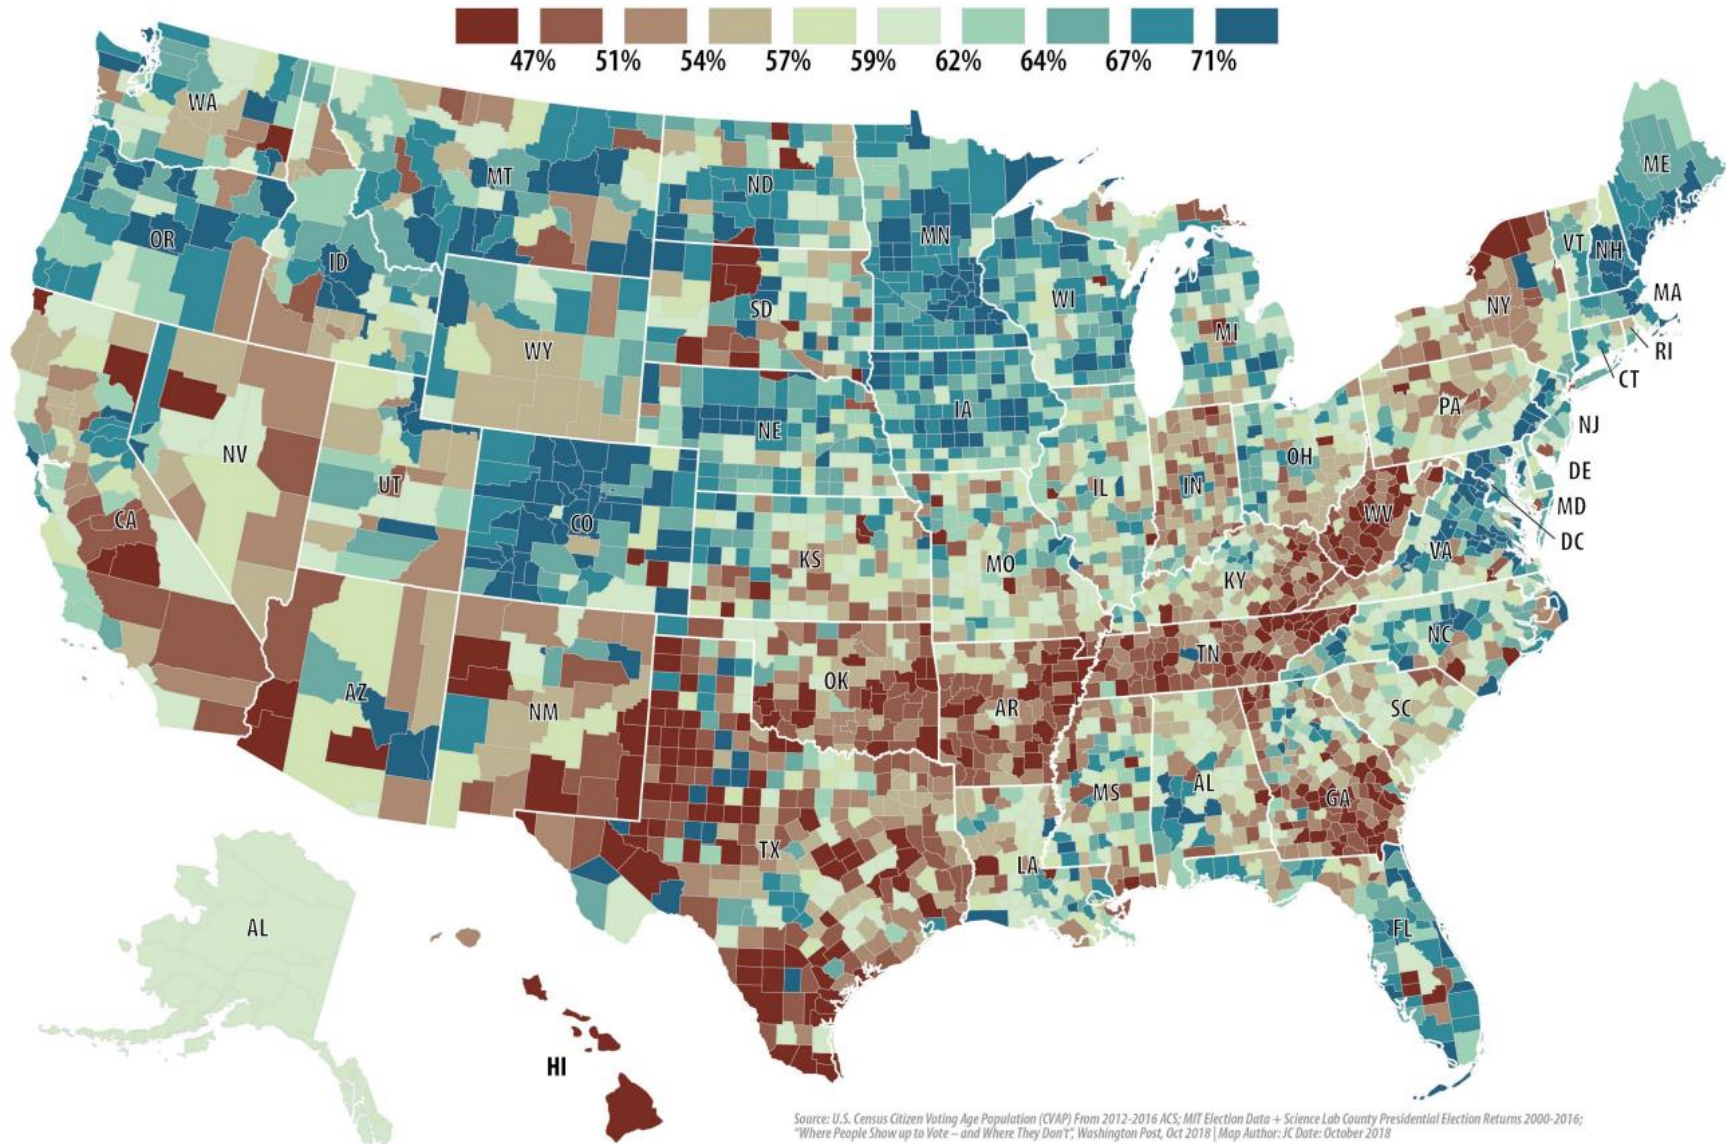 47% 51% 54% 57% 59% 62% 64% 67% 71%
WA
MT
ND
MN
ME
OR
ID
SD
WI
MI
NY
VT
NH
MA
RI
CT
WY
NE
IA
PA
NJ
NV
UT
CO
KS
MO
IL
IN
OH
WV
VA
DE
MD
DC
CA
KY
AZ
NM
OK
AR
TN
NC
SC
TX
LA
MS
AL
GA
FL
AL
HI
Source: U.S. Census Citizen Voting Age Population (CVAP) From 2012-2016 ACS; MIT Election Data + Science Lab County Presidential Election Returns 2000-2016;
"Where People Show up to Vote – and Where They Don't", Washington Post, Oct 2018 | Map Author: JC Date: October 2018